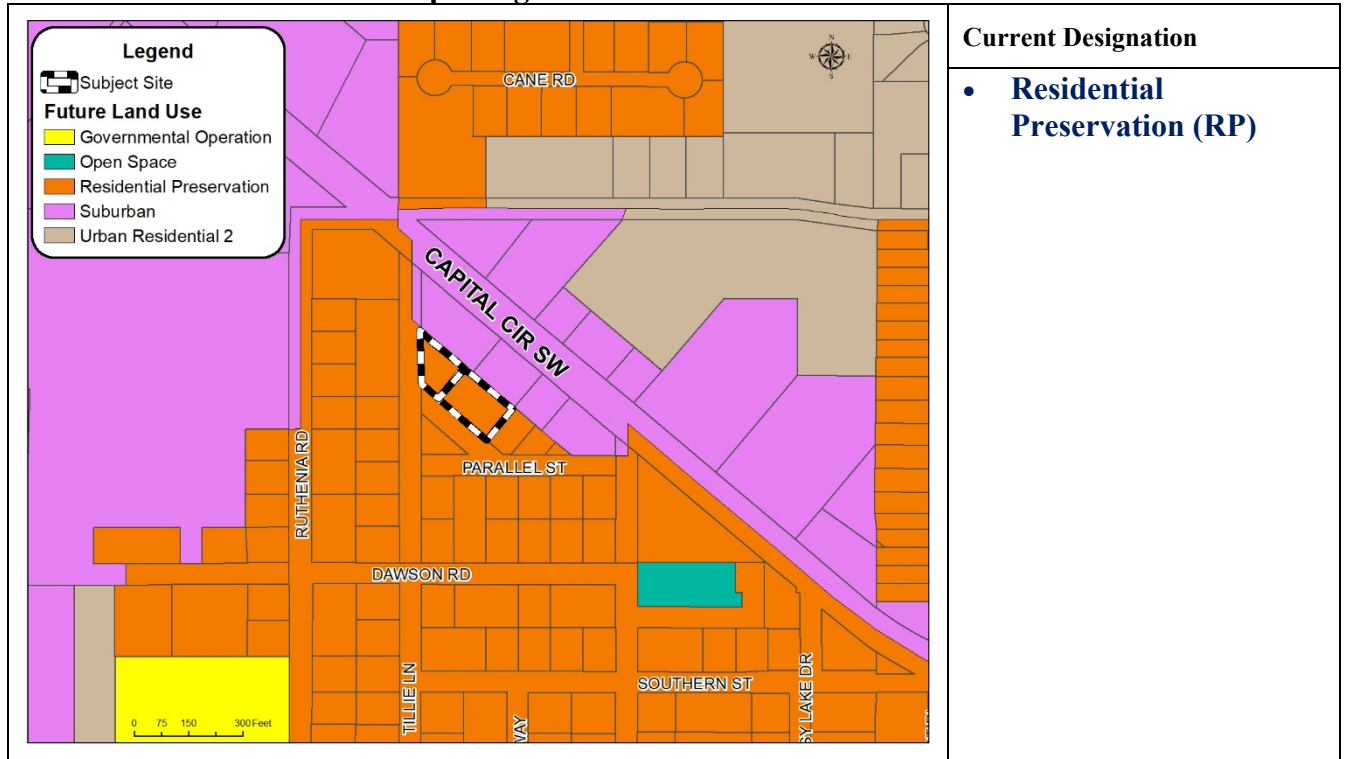 Legend
Subject Site
Future Land Use
Governmental Operation
Open Space
Residential Preservation
Suburban
Urban Residential 2
CANE RD
N
W E
S
CAPITAL CIR SW
RUTHENIA RD
PARALLEL ST
DAWSON RD
TILLIE LN
WAY
SOUTHERN ST
SY LAKE DR
0 75 150 300 Feet
Current Designation
• Residential
Preservation (RP)